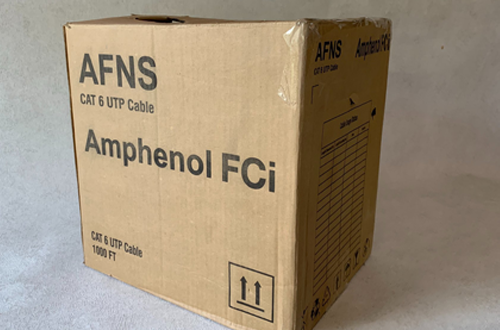 AFNS
CAT 6 UTP Cable
Amphenol FCi
CAT 6 UTP Cable
1000 FT
AFNS
Amphenol FCi
CAT 6 UTP Cable